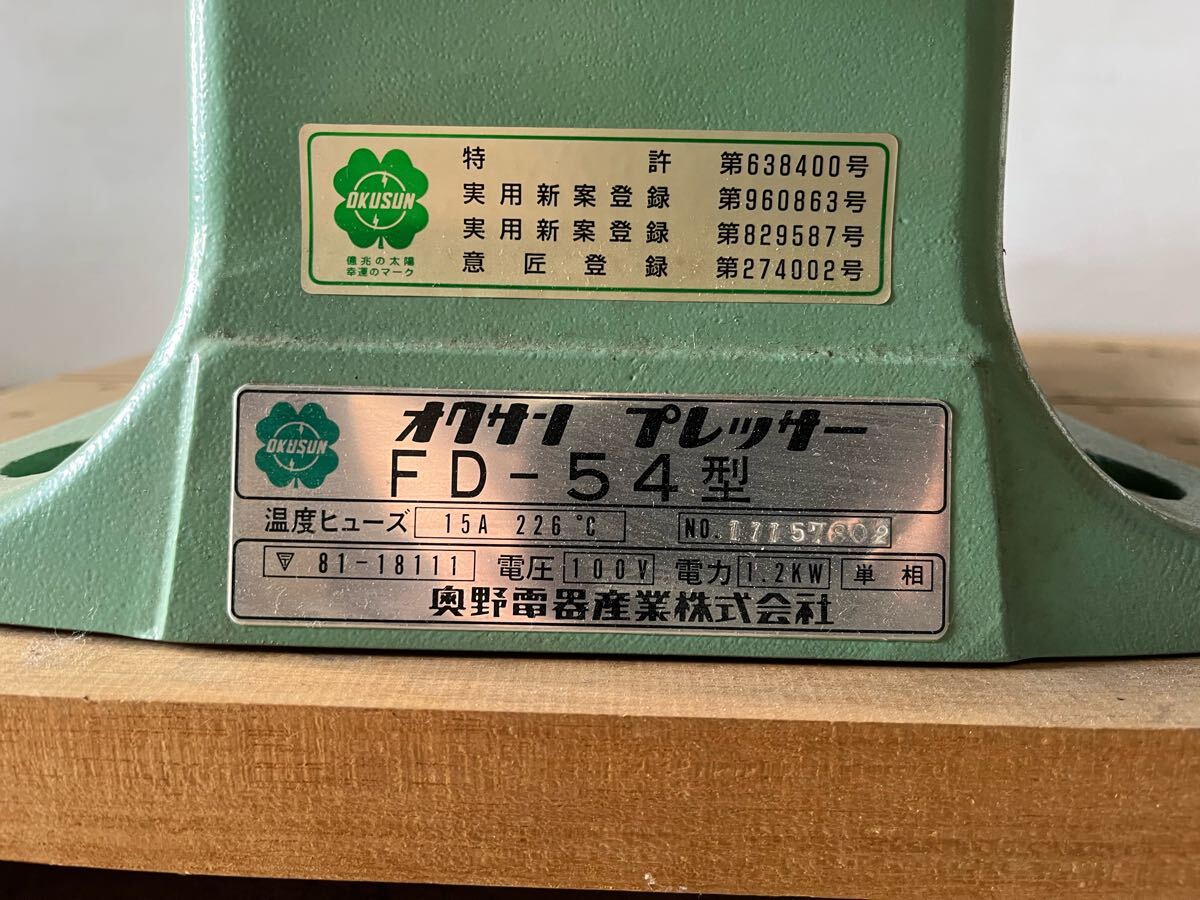 OKUSUN
億兆の太陽
幸運のマーク
特許 第638400号
実用新案登録 第960863号
実用新案登録 第829587号
意匠登録 第274002号
OKUSUN
オクサン プレッサー
FD-54型
温度ヒューズ 15A 226℃ NO. 17157802
〒 81-18111 電圧 100V 電力 1.2KW 単相
奥野電器産業株式会社